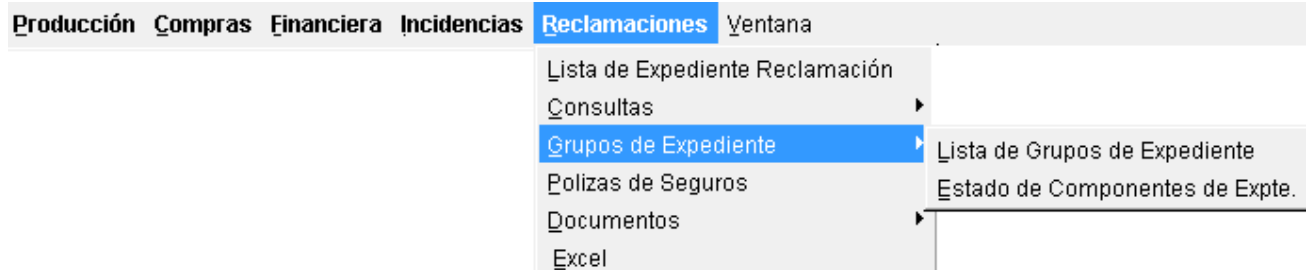 Producción Compras Financiera Incidencias Reclamaciones Ventana
Lista de Expediente Reclamación
Consultas
Grupos de Expediente
Lista de Grupos de Expediente
Polizas de Seguros
Estado de Componentes de Expte.
Documentos
Excel